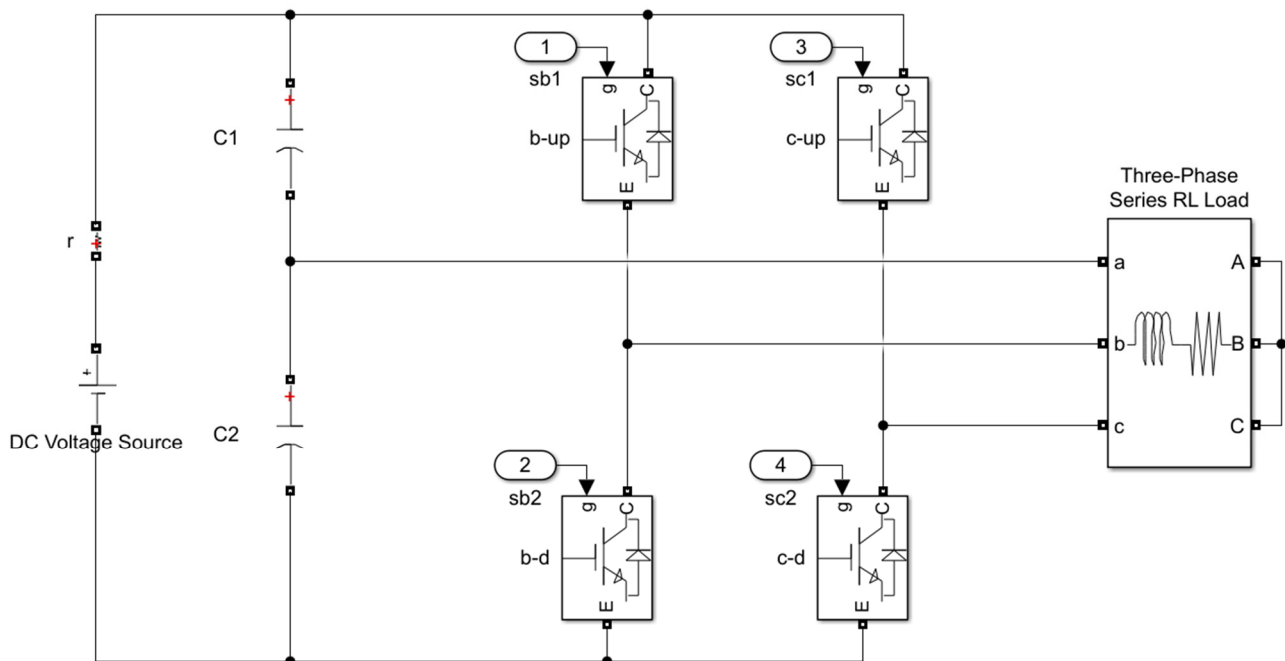 1
3
sb1
sc1
g
C
g
C
+
C1
b-up
c-up
E
E
Three-Phase
Series RL Load
r
+
a
A
b
B
+
DC Voltage Source
+
C2
c
C
2
4
sb2
sc2
g
C
g
C
b-d
c-d
E
E